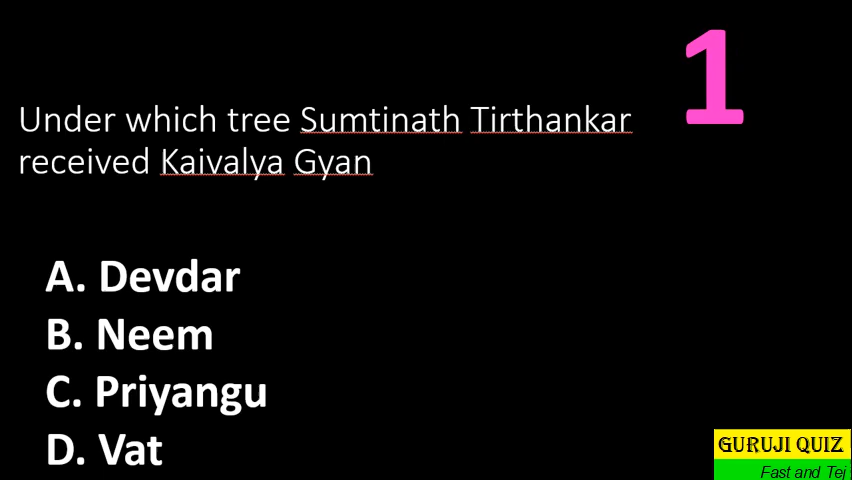 1
Under which tree Sumtinath Tirthankar
received Kaivalya Gyan
A. Devdar
B. Neem
C. Priyangu
D. Vat
GURUJI QUIZ
Fast and Tej